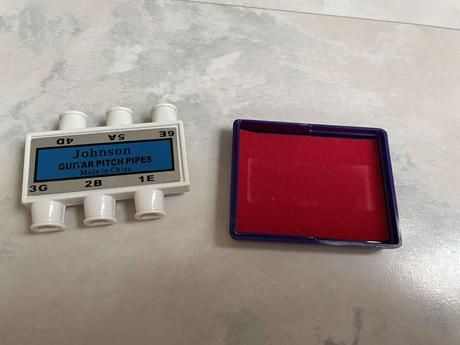 4D 5A 6E
Johnson
GUITAR PITCH PIPES
Made in China
3G 2B 1E